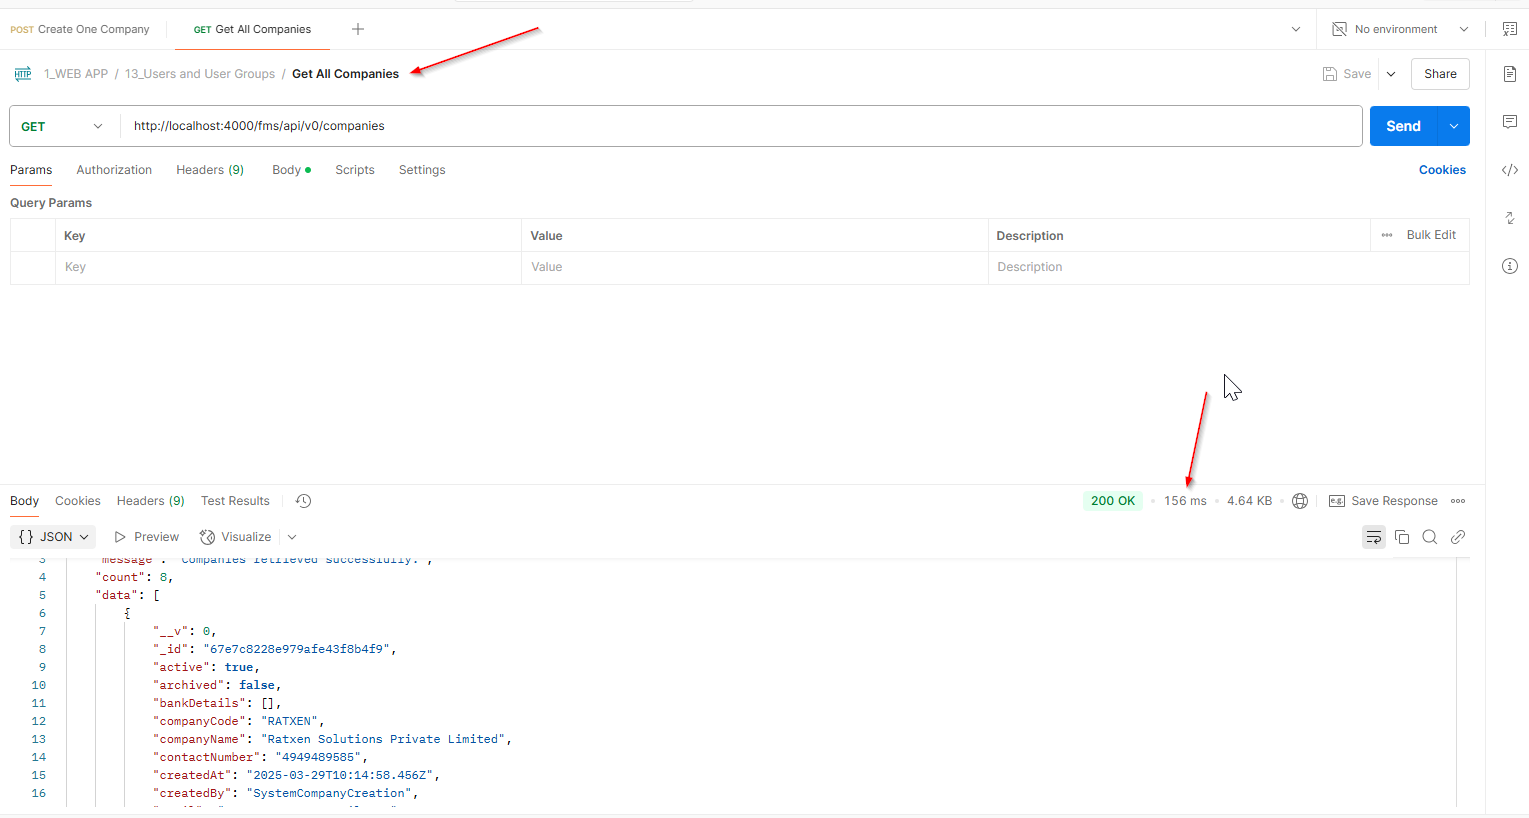 POST Create One Company
GET Get All Companies
No environment
HTTP 1_WEB APP / 13_Users and User Groups / Get All Companies
Save
Share
GET
http://localhost:4000/fms/api/v0/companies
Send
Params Authorization Headers (9) Body Scripts Settings
Cookies
Query Params
Key Value Description
Bulk Edit
Key Value Description
Body Cookies Headers (9) Test Results
200 OK • 156 ms • 4.64 KB •
e.g. Save Response
{} JSON Preview Visualize
3 "message": "Companies retrieved successfully.",
4 "count": 8,
5 "data": [
6 {
7 "__v": 0,
8 "_id": "67e7c8228e979afe43f8b4f9",
9 "active": true,
10 "archived": false,
11 "bankDetails": [],
12 "companyCode": "RATXEN",
13 "companyName": "Ratxen Solutions Private Limited",
14 "contactNumber": "4949489585",
15 "createdAt": "2025-03-29T10:14:58.456Z",
16 "createdBy": "SystemCompanyCreation",